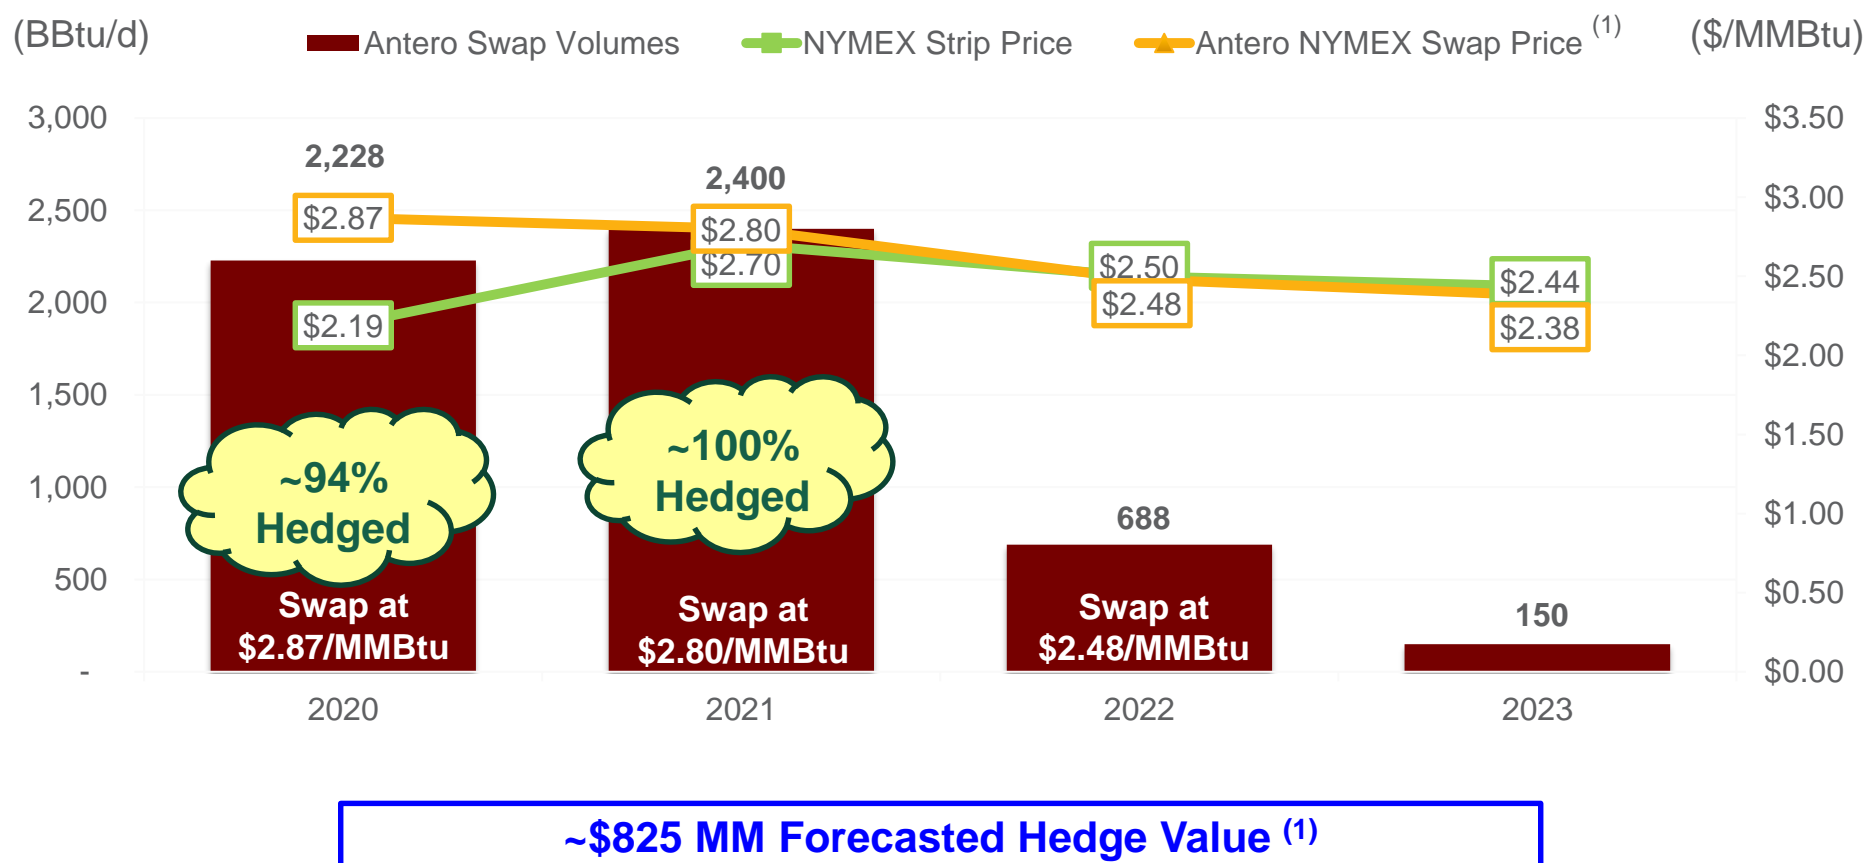 (BBtu/d)
Antero Swap Volumes
NYMEX Strip Price
Antero NYMEX Swap Price (1)
($/MMBtu)
3,000
2,500
2,000
1,500
1,000
500
-
$3.50
$3.00
$2.50
$2.00
$1.50
$1.00
$0.50
$0.00
2,228
2,400
688
150
$2.87
$2.80
$2.48
$2.38
$2.19
$2.70
$2.50
$2.44
~94%
Hedged
~100%
Hedged
Swap at
$2.87/MMBtu
Swap at
$2.80/MMBtu
Swap at
$2.48/MMBtu
2020
2021
2022
2023
~$825 MM Forecasted Hedge Value (1)